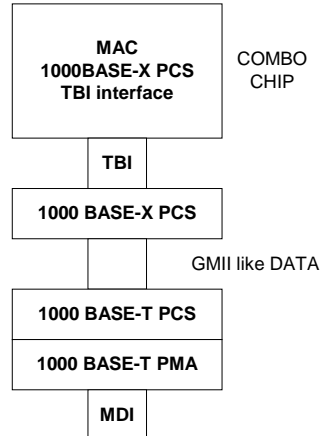 MAC
1000BASE-X PCS
TBI interface
COMBO
CHIP
TBI
1000 BASE-X PCS
GMII like DATA
1000 BASE-T PCS
1000 BASE-T PMA
MDI